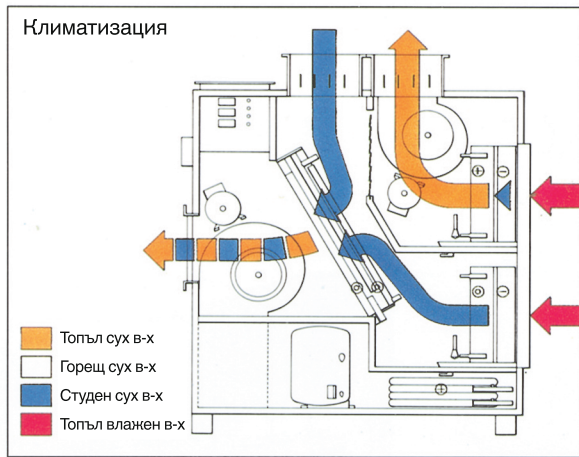 Климатизация
Топъл сух в-х
Горещ сух в-х
Студен сух в-х
Топъл влажен в-х